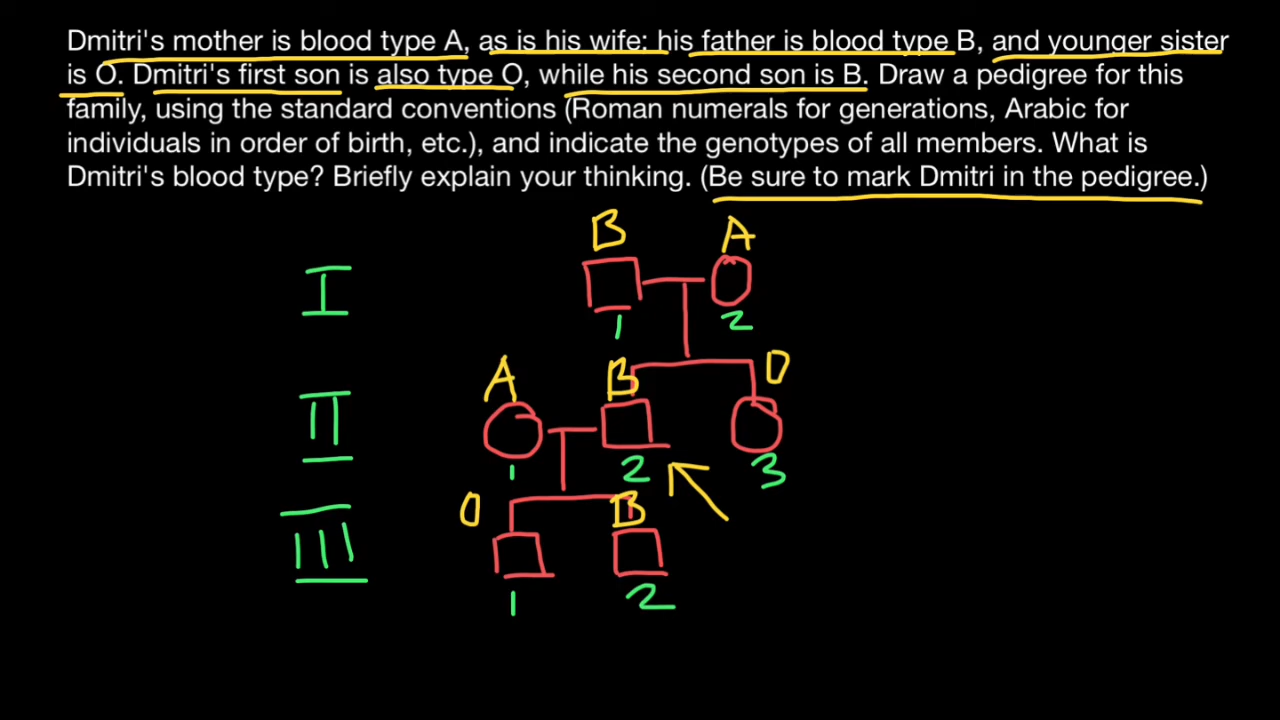 Dmitri's mother is blood type A, as is his wife: his father is blood type B, and younger sister
is O. Dmitri's first son is also type O, while his second son is B. Draw a pedigree for this
family, using the standard conventions (Roman numerals for generations, Arabic for
individuals in order of birth, etc.), and indicate the genotypes of all members. What is
Dmitri's blood type? Briefly explain your thinking. (Be sure to mark Dmitri in the pedigree.)
B A
I
1 2
A B O
II
1 2 3
O B
III
1 2